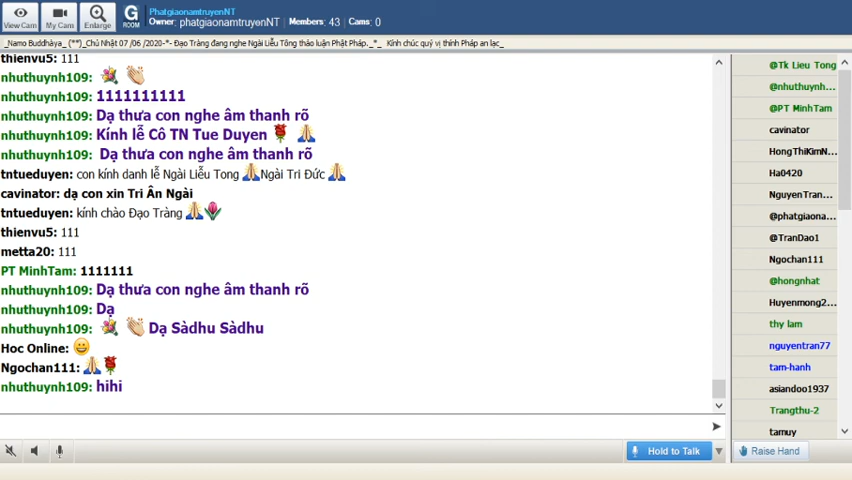 View Cam
My Cam
Enlarge
G ROOM
PhatgiaonamtruyenNT
Owner: phatgiaonamtruyenNT Members: 43 Cams: 0
_Namo Buddhàya_ (**)_Chủ Nhật 07 /06 /2020-*- Đạo Tràng đang nghe Ngài Liễu Tông thảo luận Phật Pháp._*_ Kính chúc quý vị thính Pháp an lạc_
thienvu5: 111
nhuthuynh109:
nhuthuynh109: 1111111111
nhuthuynh109: Dạ thưa con nghe âm thanh rõ
nhuthuynh109: Kính lễ Cô TN Tue Duyen 🌹 🙏
nhuthuynh109: Dạ thưa con nghe âm thanh rõ
tntueduyen: con kính danh lễ Ngài Liễu Tong 🙏Ngài Tri Đức 🙏
cavinator: dạ con xin Tri Ân Ngài
tntueduyen: kính chào Đạo Tràng 🙏🌷
thienvu5: 111
metta20: 111
PT MinhTam: 1111111
nhuthuynh109: Dạ thưa con nghe âm thanh rõ
nhuthuynh109: Dạ
nhuthuynh109: 💐 👏 Dạ Sàdhu Sàdhu
Hoc Online: 😀
Ngochan111: 🙏🌹
nhuthuynh109: hihi
Hold to Talk
@Tk Lieu Tong
@nhuthuynh...
@PT MinhTam
cavinator
HongThiKimN...
Ha0420
NguyenTran...
@phatgiaona...
@TranDao1
Ngochan111
@hongnhat
Huyenmong2...
thy lam
nguyentran77
tam-hanh
asiandoo1937
Trangthu-2
tamuy
Raise Hand